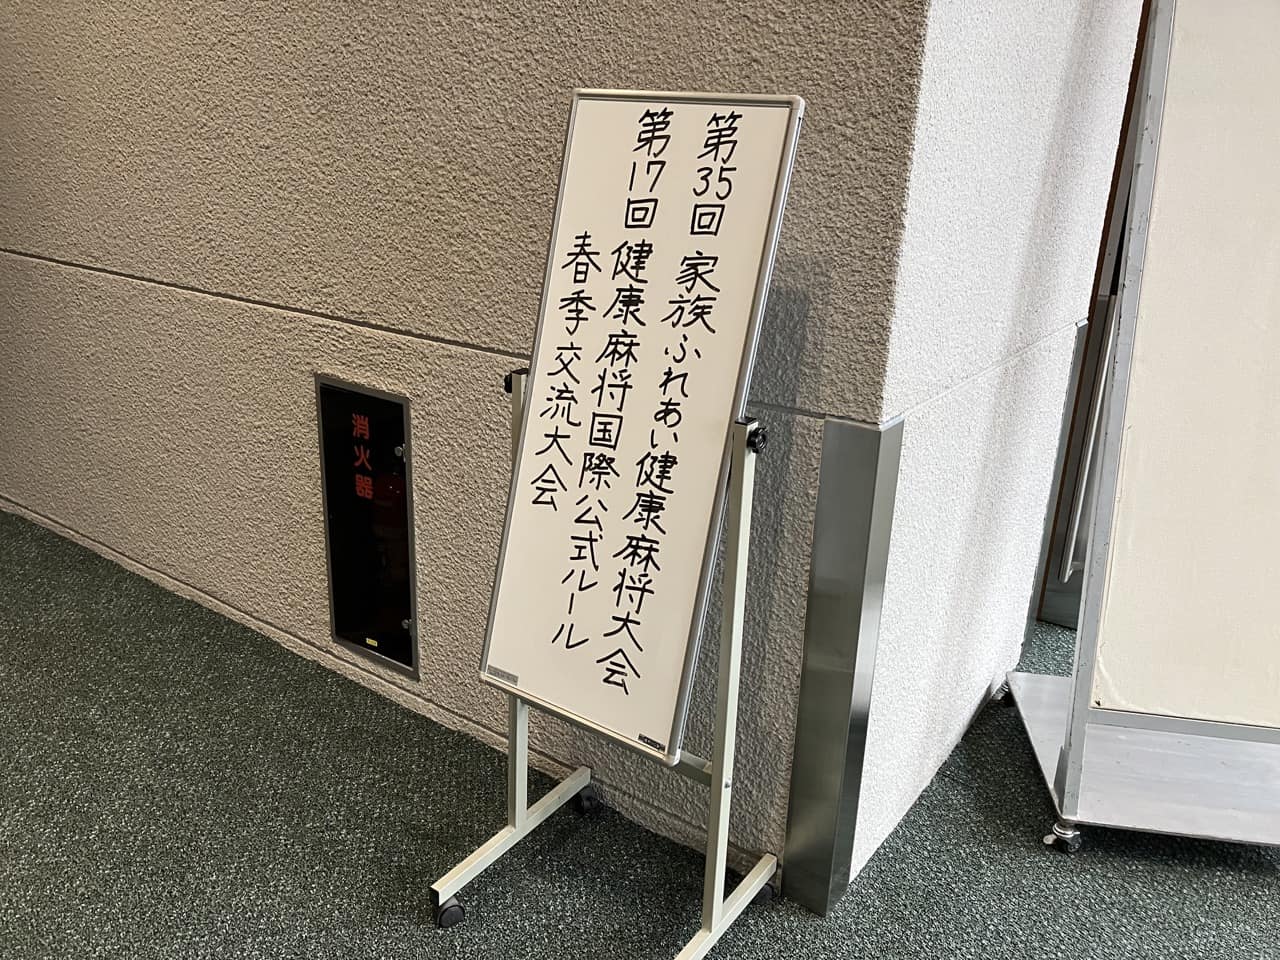 第35回 家族ふれあい健康麻将大会
第17回 健康麻将国際公式ルール
春季交流大会
消火器